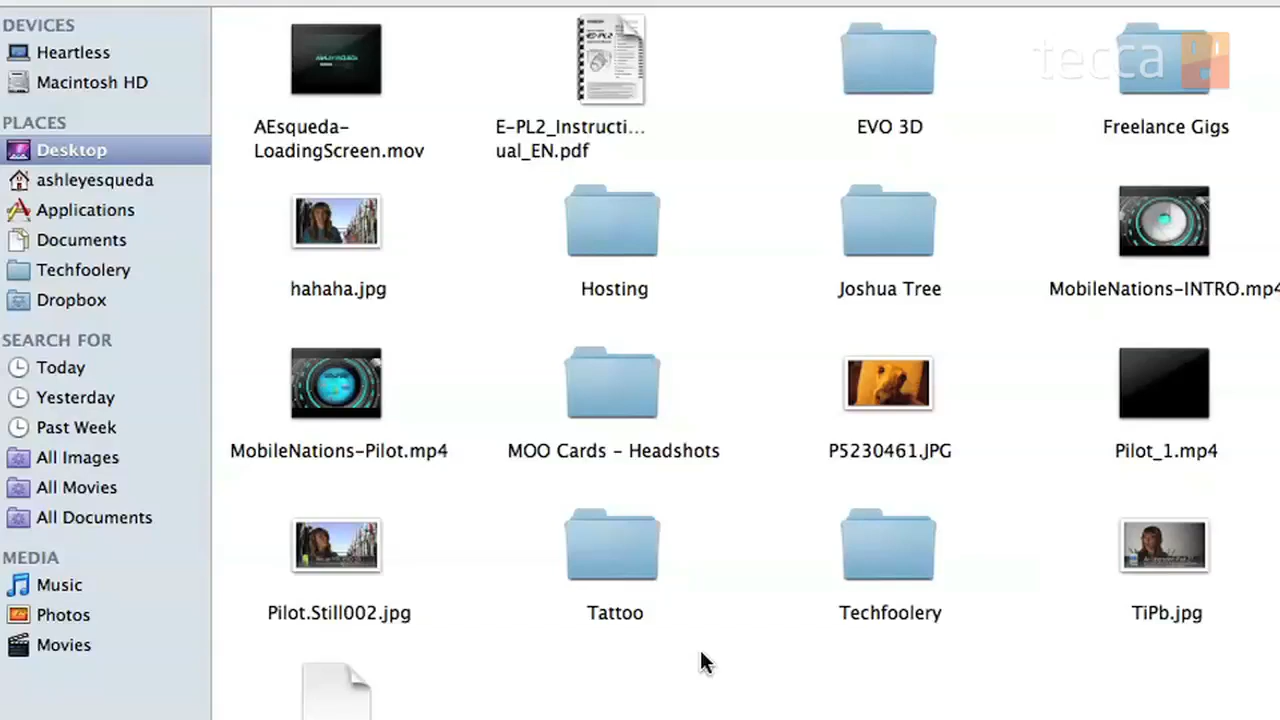 DEVICES
Heartless
Macintosh HD
PLACES
Desktop
ashleyesqueda
Applications
Documents
Techfoolery
Dropbox
SEARCH FOR
Today
Yesterday
Past Week
All Images
All Movies
All Documents
MEDIA
Music
Photos
Movies
tecca
AEsqueda-
LoadingScreen.mov
E-PL2_Instructi...
ual_EN.pdf
EVO 3D
Freelance Gigs
hahaha.jpg
Hosting
Joshua Tree
MobileNations-INTRO.mp4
MobileNations-Pilot.mp4
MOO Cards - Headshots
P5230461.JPG
Pilot_1.mp4
Pilot.Still002.jpg
Tattoo
Techfoolery
TiPb.jpg